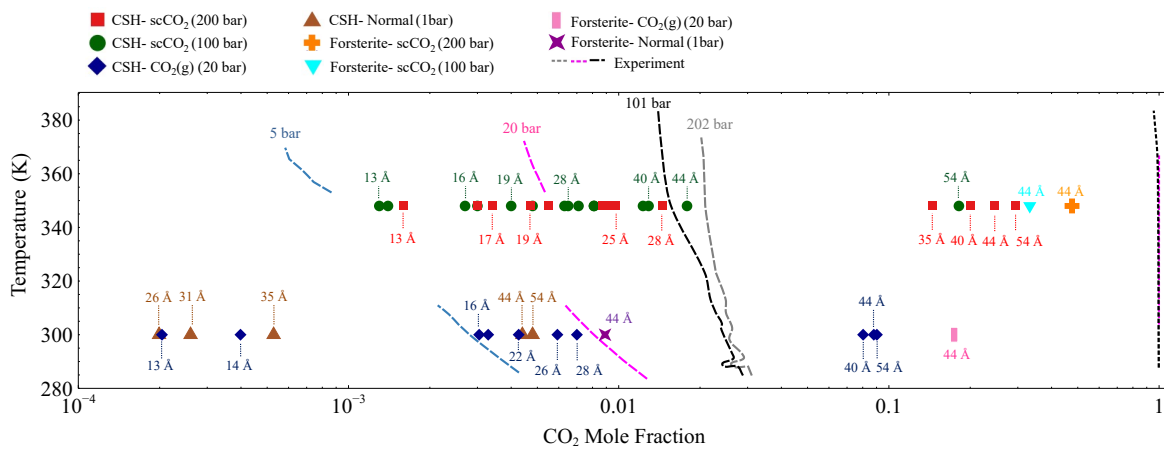 CSH- scCO₂ (200 bar) CSH- Normal (1bar) Forsterite- CO₂(g) (20 bar)
CSH- scCO₂ (100 bar) Forsterite- scCO₂ (200 bar) Forsterite- Normal (1bar)
CSH- CO₂(g) (20 bar) Forsterite- scCO₂ (100 bar) Experiment
101 bar
202 bar
5 bar 20 bar
13 Å 16 Å 19 Å 28 Å 40 Å 44 Å 54 Å 44 Å 44 Å
13 Å 17 Å 19 Å 25 Å 28 Å 35 Å 40 Å 44 Å 54 Å
26 Å 31 Å 35 Å 16 Å 44 Å 54 Å 44 Å 44 Å
13 Å 14 Å 22 Å 26 Å 28 Å 40 Å 54 Å 44 Å
Temperature (K)
380
360
340
320
300
280
10⁻⁴ 10⁻³ 0.01 0.1 1
CO₂ Mole Fraction